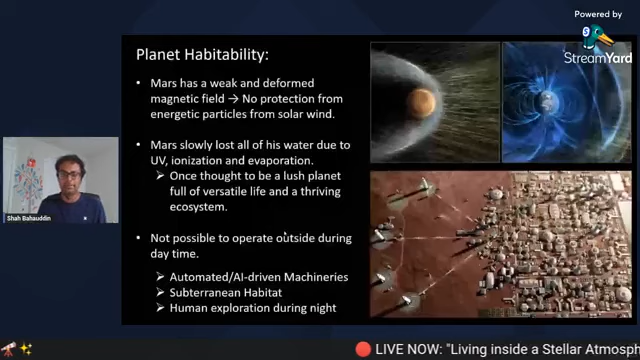 Powered by
StreamYard
Planet Habitability:
• Mars has a weak and deformed
magnetic field → No protection from
energetic particles from solar wind.
• Mars slowly lost all of his water due to
UV, ionization and evaporation.
➢ Once thought to be a lush planet
full of versatile life and a thriving
ecosystem.
• Not possible to operate outside during
day time.
➢ Automated/AI-driven Machineries
➢ Subterranean Habitat
➢ Human exploration during night
Shah Bahauddin
LIVE NOW: "Living inside a Stellar Atmosph